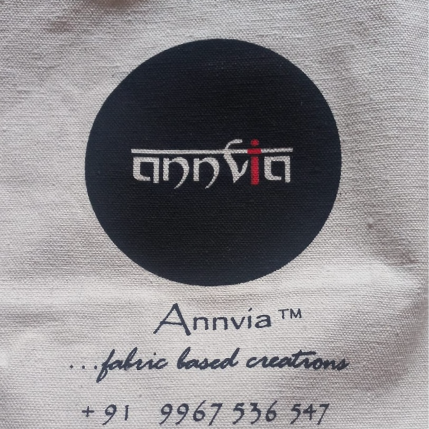 annvia
Annvia™
...fabric based creations
+91 9967 536 547